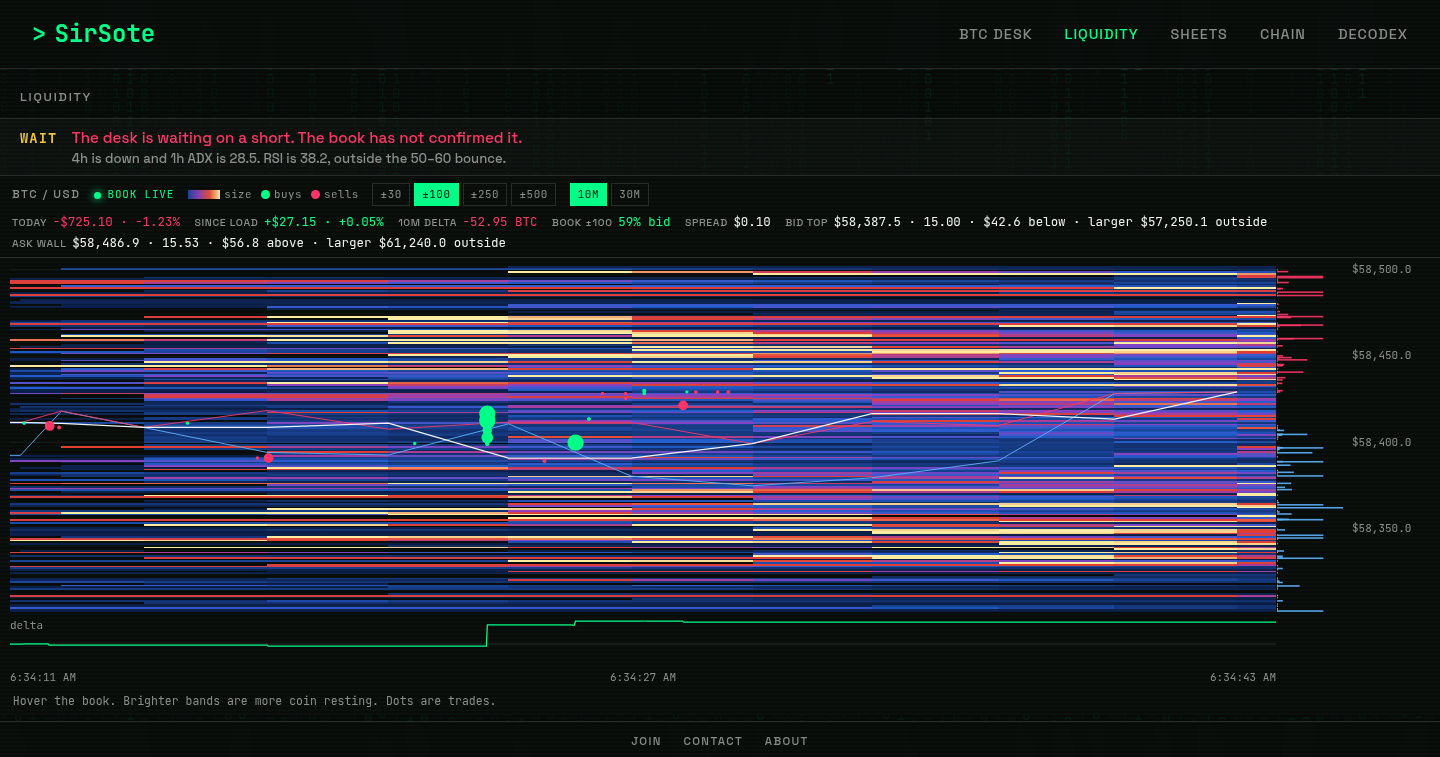 > SirSote
BTC DESK LIQUIDITY SHEETS CHAIN DECODEX
LIQUIDITY
WAIT The desk is waiting on a short. The book has not confirmed it.
4h is down and 1h ADX is 28.5. RSI is 38.2, outside the 50–60 bounce.
BTC / USD BOOK LIVE size buys sells ±30 ±100 ±250 ±500 10M 30M
TODAY -$725.10 · -1.23% SINCE LOAD +$27.15 · +0.05% 10M DELTA -52.95 BTC BOOK ±100 59% bid SPREAD $0.10 BID TOP $58,387.5 · 15.00 · $42.6 below · larger $57,250.1 outside
ASK WALL $58,486.9 · 15.53 · $56.8 above · larger $61,240.0 outside
$58,500.0
$58,450.0
$58,400.0
$58,350.0
delta
6:34:11 AM 6:34:27 AM 6:34:43 AM
Hover the book. Brighter bands are more coin resting. Dots are trades.
JOIN CONTACT ABOUT